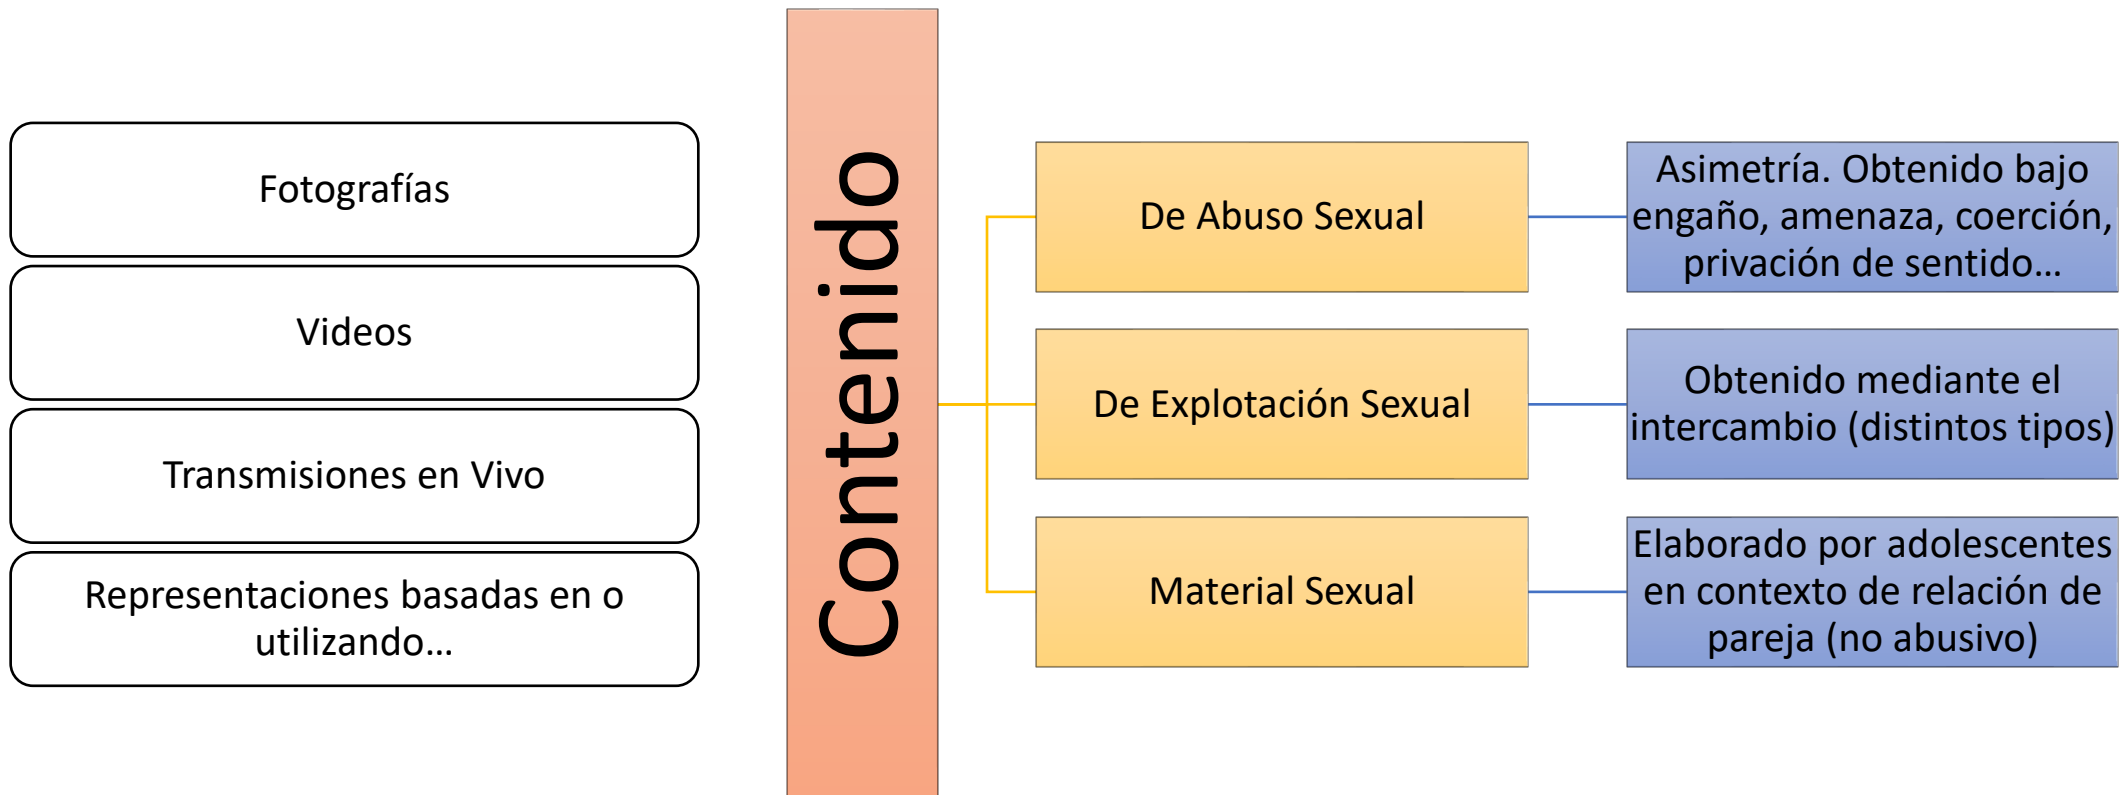 Fotografías
Videos
Transmisiones en Vivo
Representaciones basadas en o
utilizando...
Contenido
De Abuso Sexual
Asimetría. Obtenido bajo
engaño, amenaza, coerción,
privación de sentido...
De Explotación Sexual
Obtenido mediante el
intercambio (distintos tipos)
Material Sexual
Elaborado por adolescentes
en contexto de relación de
pareja (no abusivo)